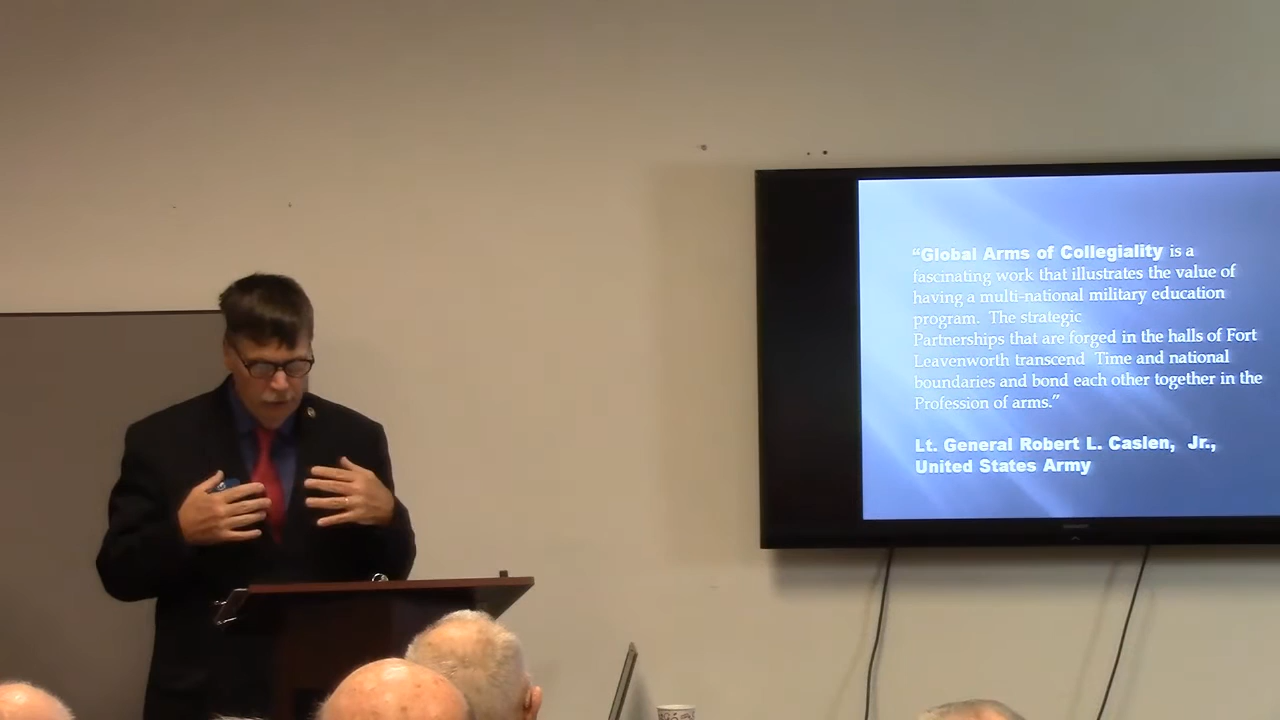 “Global Arms of Collegiality is a
fascinating work that illustrates the value of
having a multi-national military education
program.  The strategic
Partnerships that are forged in the halls of Fort
Leavenworth transcend  Time and national
boundaries and bond each other together in the
Profession of arms.”
Lt. General Robert L. Caslen,  Jr.,
United States Army